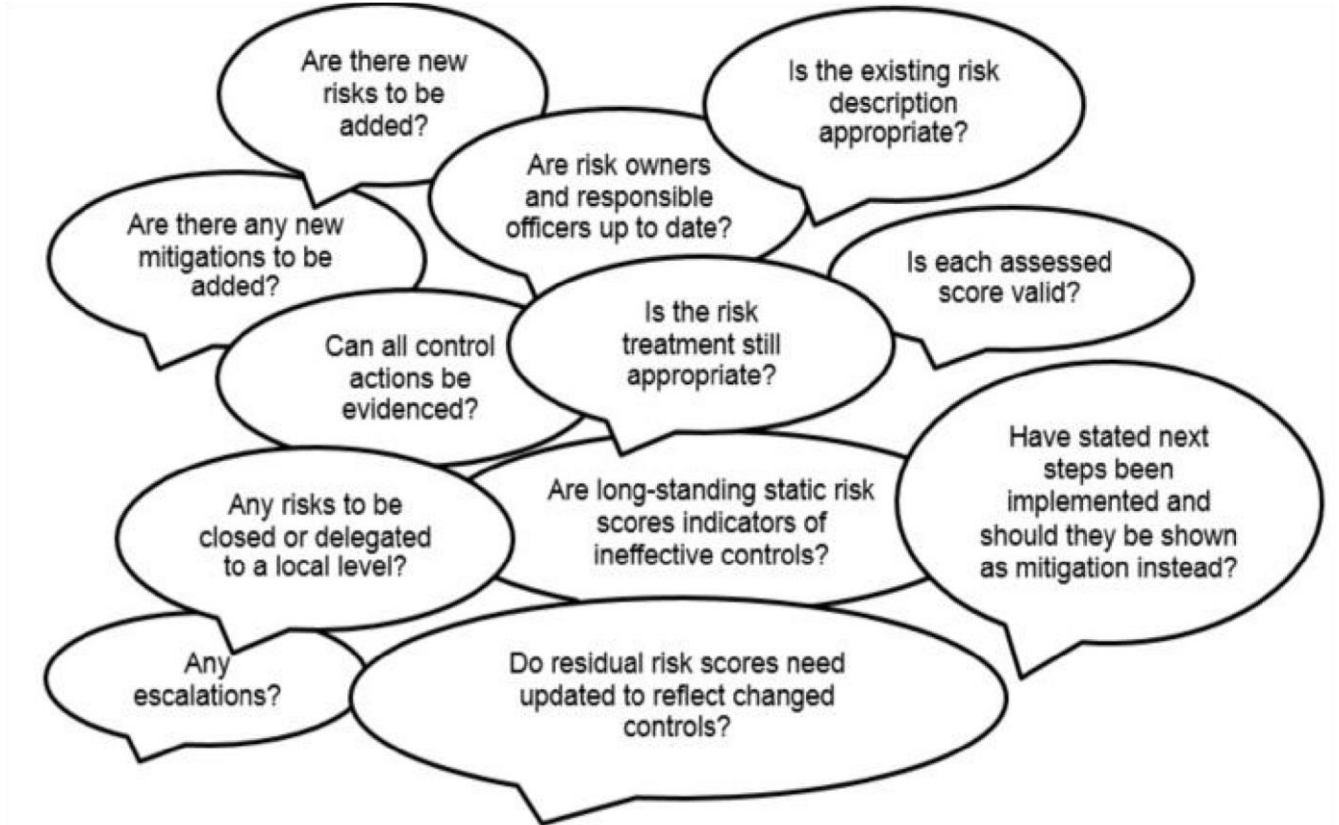 Are there new
risks to be
added?
Is the existing risk
description
appropriate?
Are risk owners
and responsible
officers up to date?
Are there any new
mitigations to be
added?
Is each assessed
score valid?
Is the risk
treatment still
appropriate?
Can all control
actions be
evidenced?
Have stated next
steps been
implemented and
should they be shown
as mitigation instead?
Are long-standing static risk
scores indicators of
ineffective controls?
Any risks to be
closed or delegated
to a local level?
Any
escalations?
Do residual risk scores need
updated to reflect changed
controls?